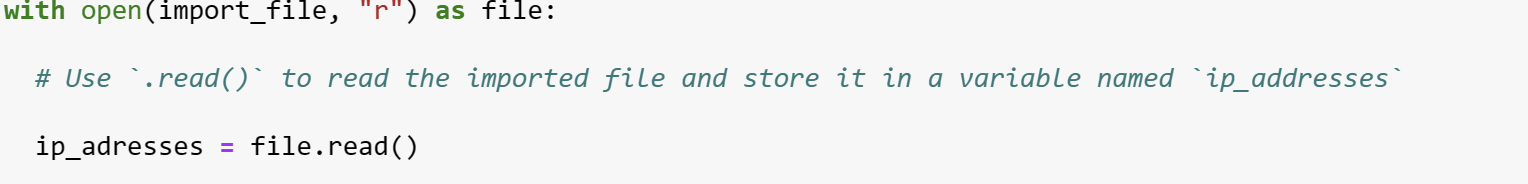 with open(import_file, "r") as file:
# Use `.read()` to read the imported file and store it in a variable named `ip_addresses`
ip_adresses = file.read()